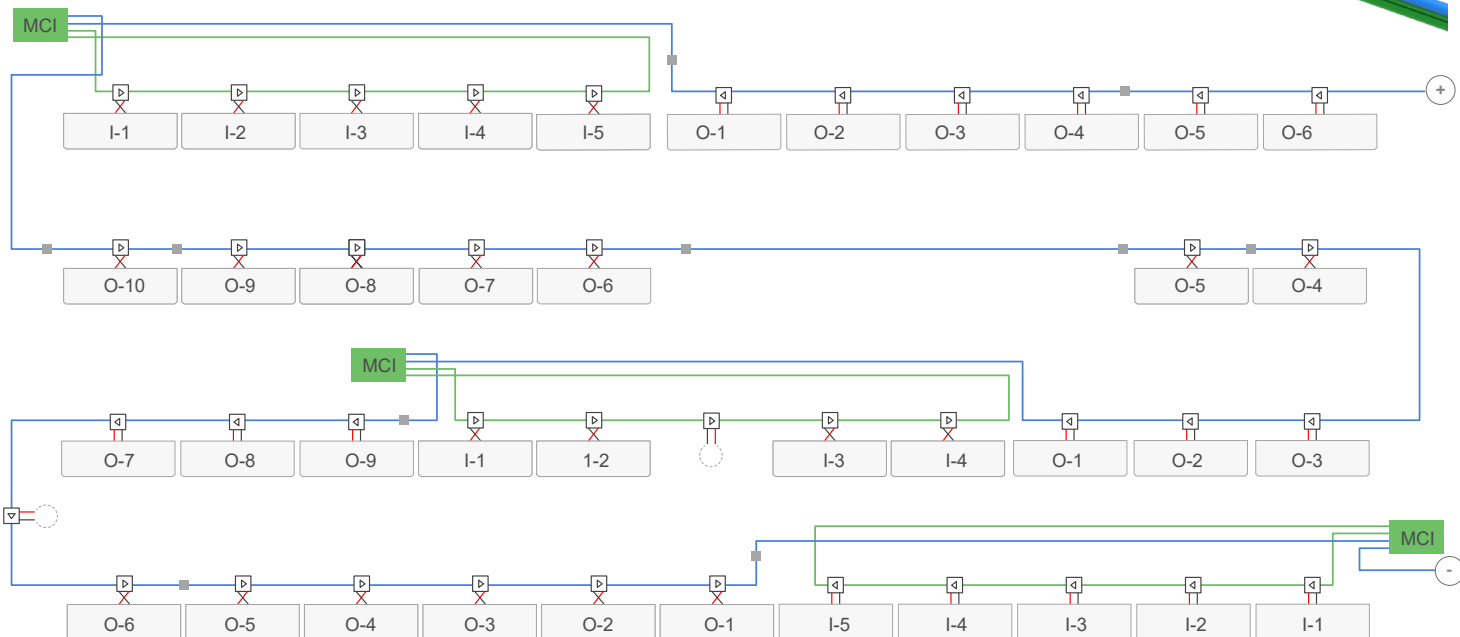 MCI
+
I-1 I-2 I-3 I-4 I-5 O-1 O-2 O-3 O-4 O-5 O-6
O-10 O-9 O-8 O-7 O-6 O-5 O-4
MCI
O-7 O-8 O-9 I-1 1-2 I-3 I-4 O-1 O-2 O-3
MCI
-
O-6 O-5 O-4 O-3 O-2 O-1 I-5 I-4 I-3 I-2 I-1